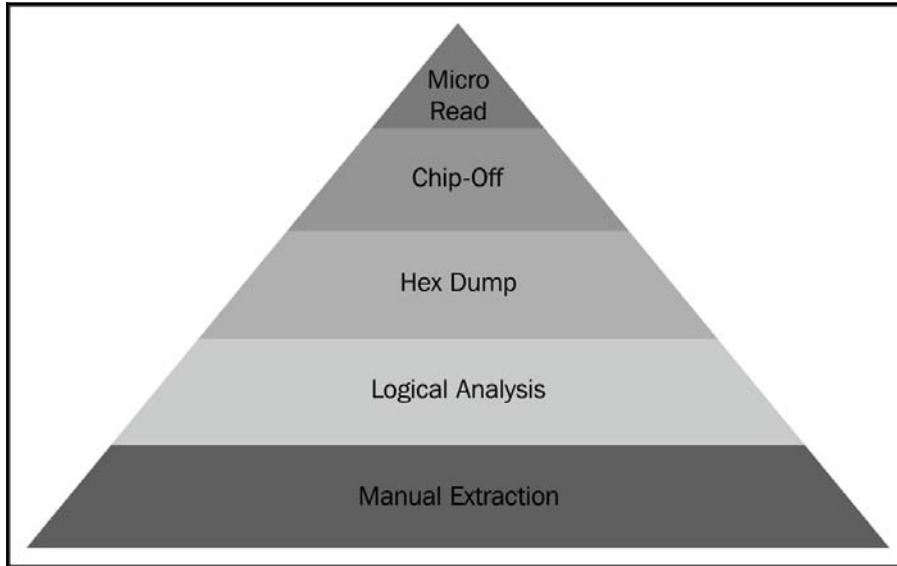 Micro
Read
Chip-Off
Hex Dump
Logical Analysis
Manual Extraction